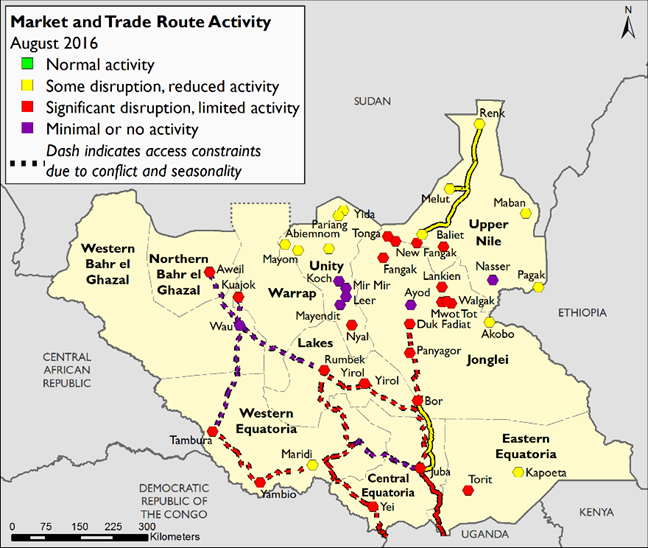 Market and Trade Route Activity
August 2016
Normal activity
Some disruption, reduced activity
Significant disruption, limited activity
Minimal or no activity
Dash indicates access constraints
due to conflict and seasonality
N
SUDAN
Renk
Melut
Maban
Yida
Pariang
Abiemnom
Tonga
Baliet
Upper
Nile
New Fangak
Mayom
Fangak
Western
Bahr el
Ghazal
Northern
Bahr el
Ghazal
Aweil
Kuajok
Unity
Koch
Warrap
Mir Mir
Leer
Mayendit
Nyal
Lankien
Nasser
Pagak
Ayod
Walgak
Mwot Tot
Duk Fadiat
Akobo
ETHIOPIA
Wau
Lakes
Rumbek
Yirol
Yirol
Panyagor
Jonglei
Bor
CENTRAL
AFRICAN
REPUBLIC
Western
Equatoria
Tambura
Maridi
Yambio
Central
Equatoria
Juba
Yei
Eastern
Equatoria
Kapoeta
Torit
DEMOCRATIC
REPUBLIC OF
THE CONGO
UGANDA
KENYA
0 75 150 225 300
Kilometers